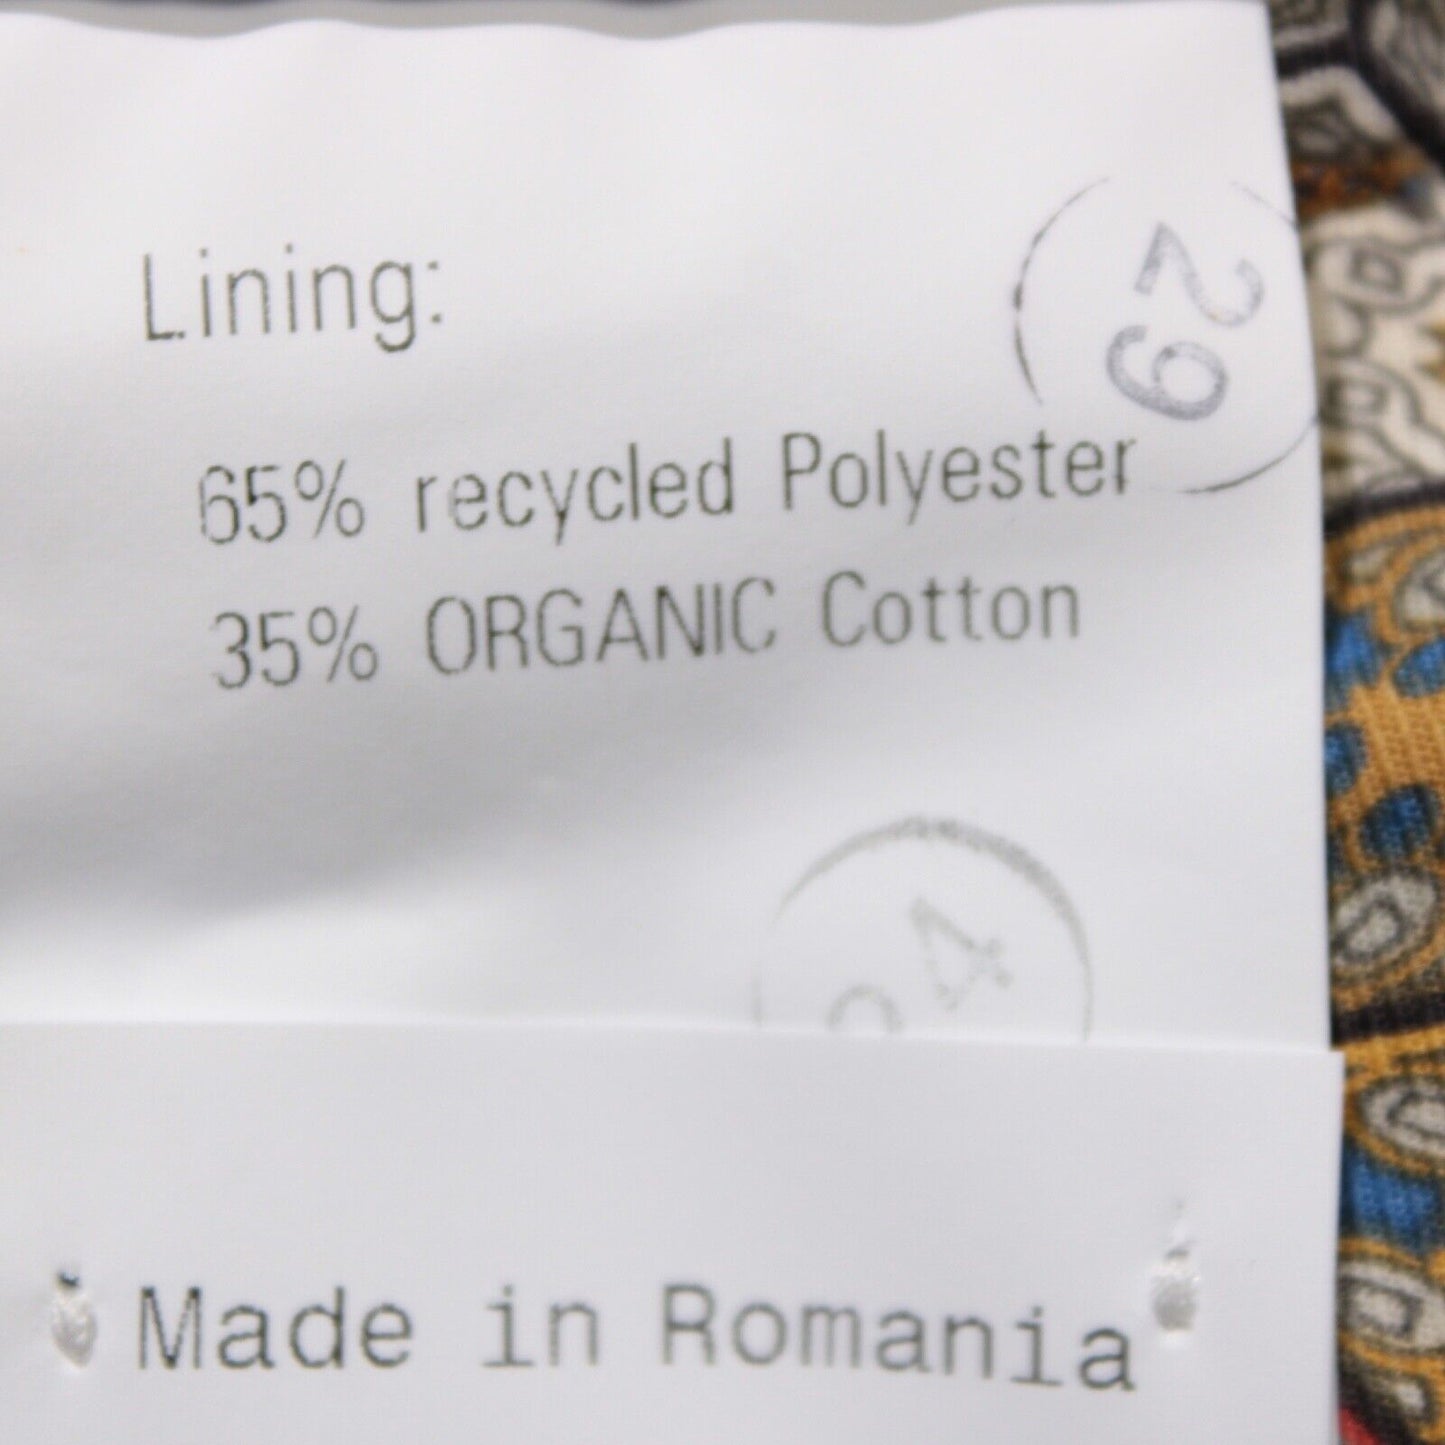 Lining:
29
65% recycled Polyester
35% ORGANIC Cotton
Made in Romania